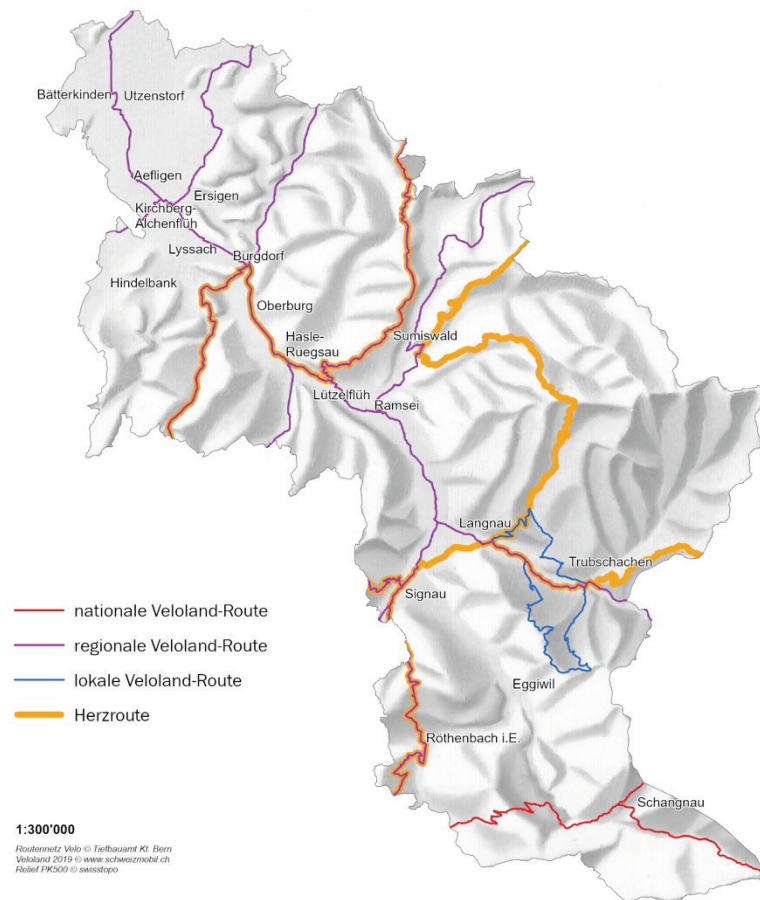 Bätterkinden
Utzenstorf
Aefligen
Ersigen
Kirchberg-
Alchenflüh
Lyssach
Burgdorf
Hindelbank
Oberburg
Hasle-
Ruegsau
Sumiswald
Lützelflüh
Ramsei
Langnau
Trubschachen
Signau
Eggiwil
Röthenbach i.E.
Schangnau
nationale Veloland-Route
regionale Veloland-Route
lokale Veloland-Route
Herzroute
1:300'000
Routennetz Velo © Tiefbauamt Kt. Bern
Veloland 2019 © www.schweizmobil.ch
Relief PK500 © swisstopo